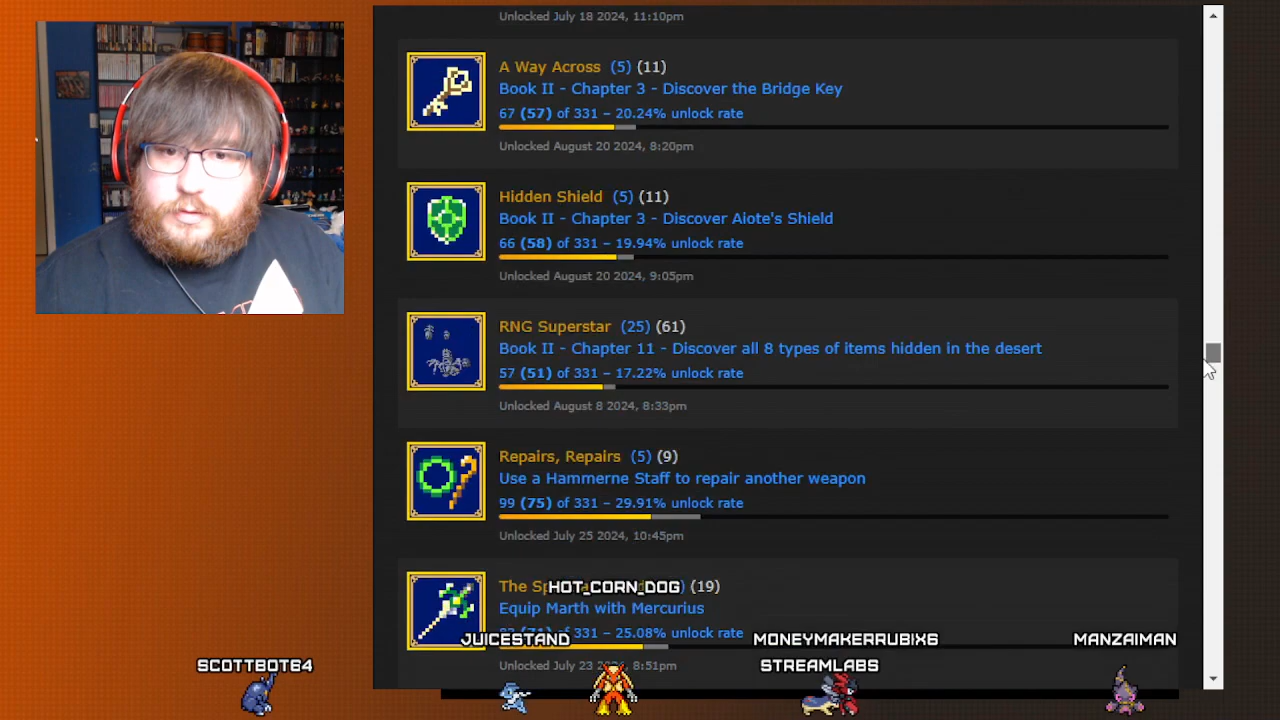 Unlocked July 18 2024, 11:10pm
A Way Across (5) (11)
Book II - Chapter 3 - Discover the Bridge Key
67 (57) of 331 – 20.24% unlock rate
Unlocked August 20 2024, 8:20pm
Hidden Shield (5) (11)
Book II - Chapter 3 - Discover Aiote's Shield
66 (58) of 331 – 19.94% unlock rate
Unlocked August 20 2024, 9:05pm
RNG Superstar (25) (61)
Book II - Chapter 11 - Discover all 8 types of items hidden in the desert
57 (51) of 331 – 17.22% unlock rate
Unlocked August 8 2024, 8:33pm
Repairs, Repairs (5) (9)
Use a Hammerne Staff to repair another weapon
99 (75) of 331 – 29.91% unlock rate
Unlocked July 25 2024, 10:45pm
The (19)
HOT_CORN_DOG
Equip Marth with Mercurius
of 331 – 25.08% unlock rate
JUICESTAND
MONEYMAKERRUBIX6
MANZAIMAN
SCOTTBOT64
Unlocked July 23 8:51pm
STREAMLABS